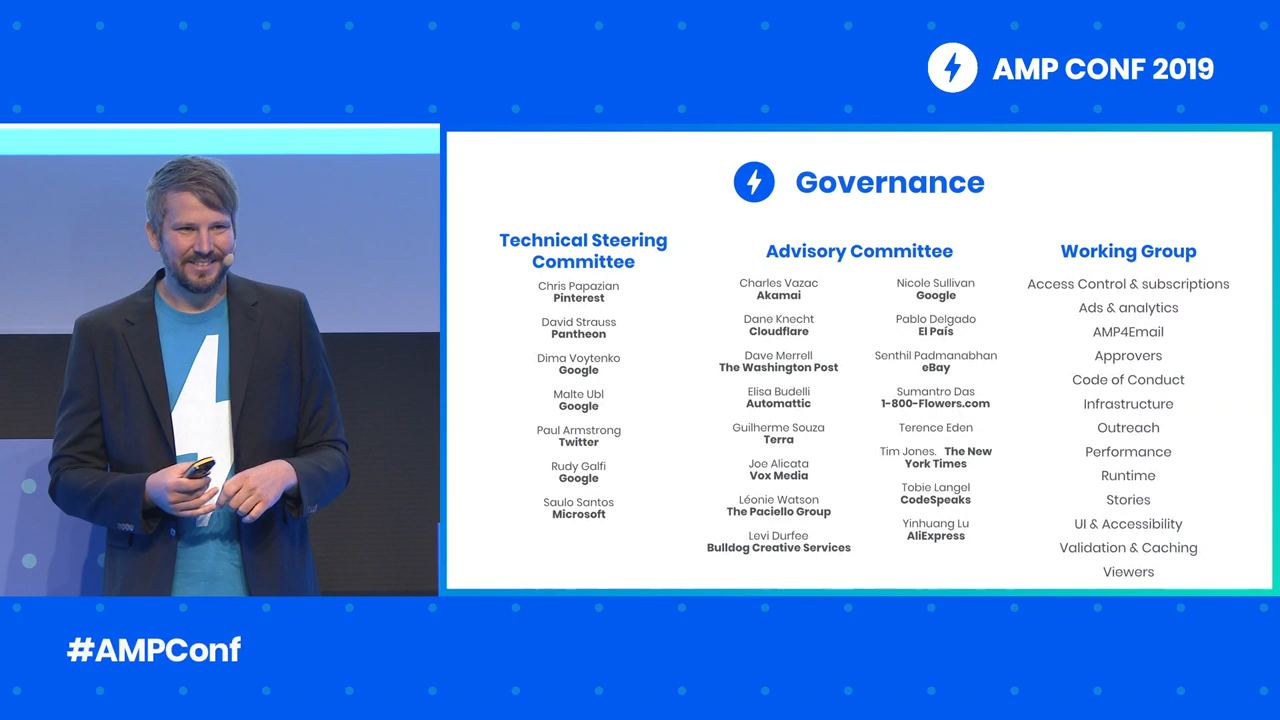 AMP CONF 2019
Governance
Technical Steering
Committee
Chris Papazian
Pinterest
David Strauss
Pantheon
Dima Voytenko
Google
Malte Ubl
Google
Paul Armstrong
Twitter
Rudy Galfi
Google
Saulo Santos
Microsoft
Advisory Committee
Charles Vazac
Akamai
Dane Knecht
Cloudflare
Dave Merrell
The Washington Post
Elisa Budelli
Automattic
Guilherme Souza
Terra
Joe Alicata
Vox Media
Léonie Watson
The Paciello Group
Levi Durfee
Bulldog Creative Services
Nicole Sullivan
Google
Pablo Delgado
El País
Senthil Padmanabhan
eBay
Sumantro Das
1-800-Flowers.com
Terence Eden
Tim Jones. The New
York Times
Tobie Langel
CodeSpeaks
Yinhuang Lu
AliExpress
Working Group
Access Control & subscriptions
Ads & analytics
AMP4Email
Approvers
Code of Conduct
Infrastructure
Outreach
Performance
Runtime
Stories
UI & Accessibility
Validation & Caching
Viewers
#AMPConf